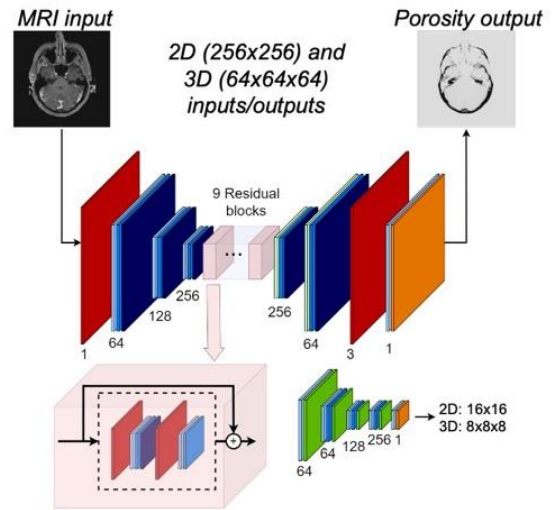 MRI input
Porosity output
2D (256x256) and
3D (64x64x64)
inputs/outputs
9 Residual
blocks
...
1
64
128
256
256
64
3
1
+
2D: 16x16
3D: 8x8x8
64
64
128
256
1